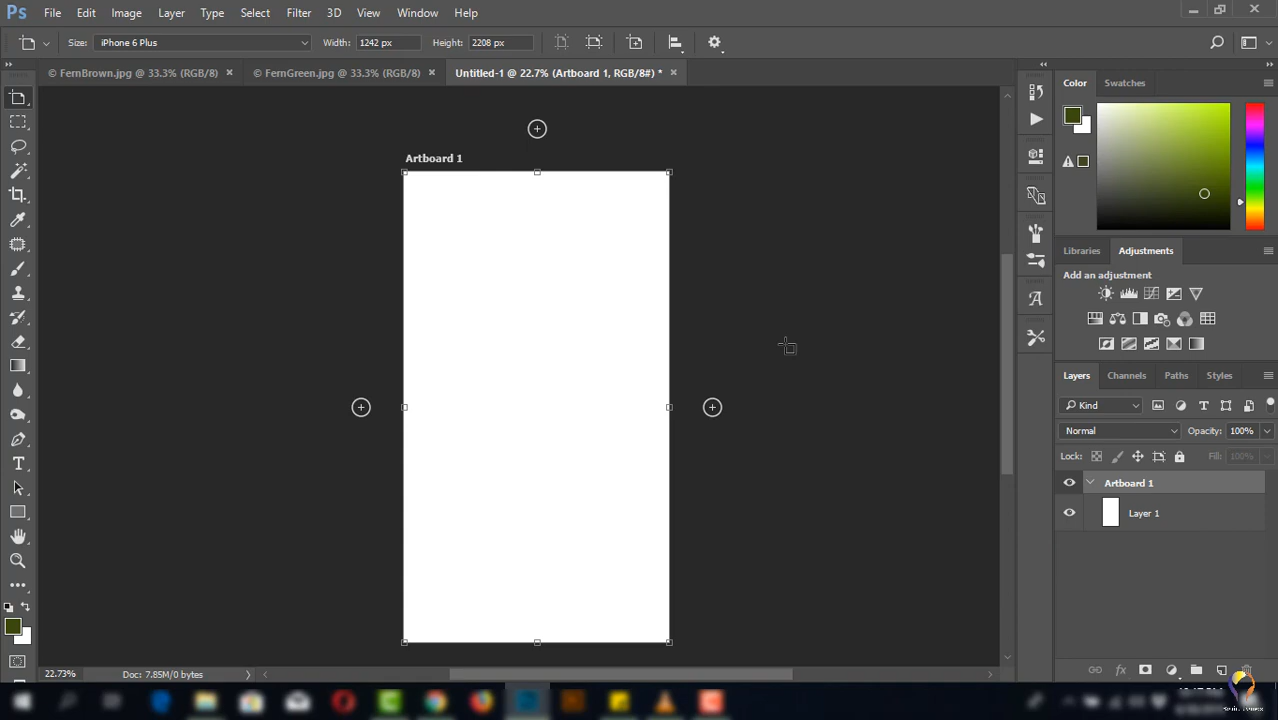 Ps File Edit Image Layer Type Select Filter 3D View Window Help
Size: iPhone 6 Plus Width: 1242 px Height: 2208 px
© FernBrown.jpg @ 33.3% (RGB/8) × © FernGreen.jpg @ 33.3% (RGB/8) × Untitled-1 @ 22.7% (Artboard 1, RGB/8#) * ×
Color Swatches
Artboard 1
Libraries Adjustments
Add an adjustment
Layers Channels Paths Styles
Kind
Normal Opacity: 100%
Lock: Fill: 100%
Artboard 1
Layer 1
22.73% Doc: 7.85M/0 bytes